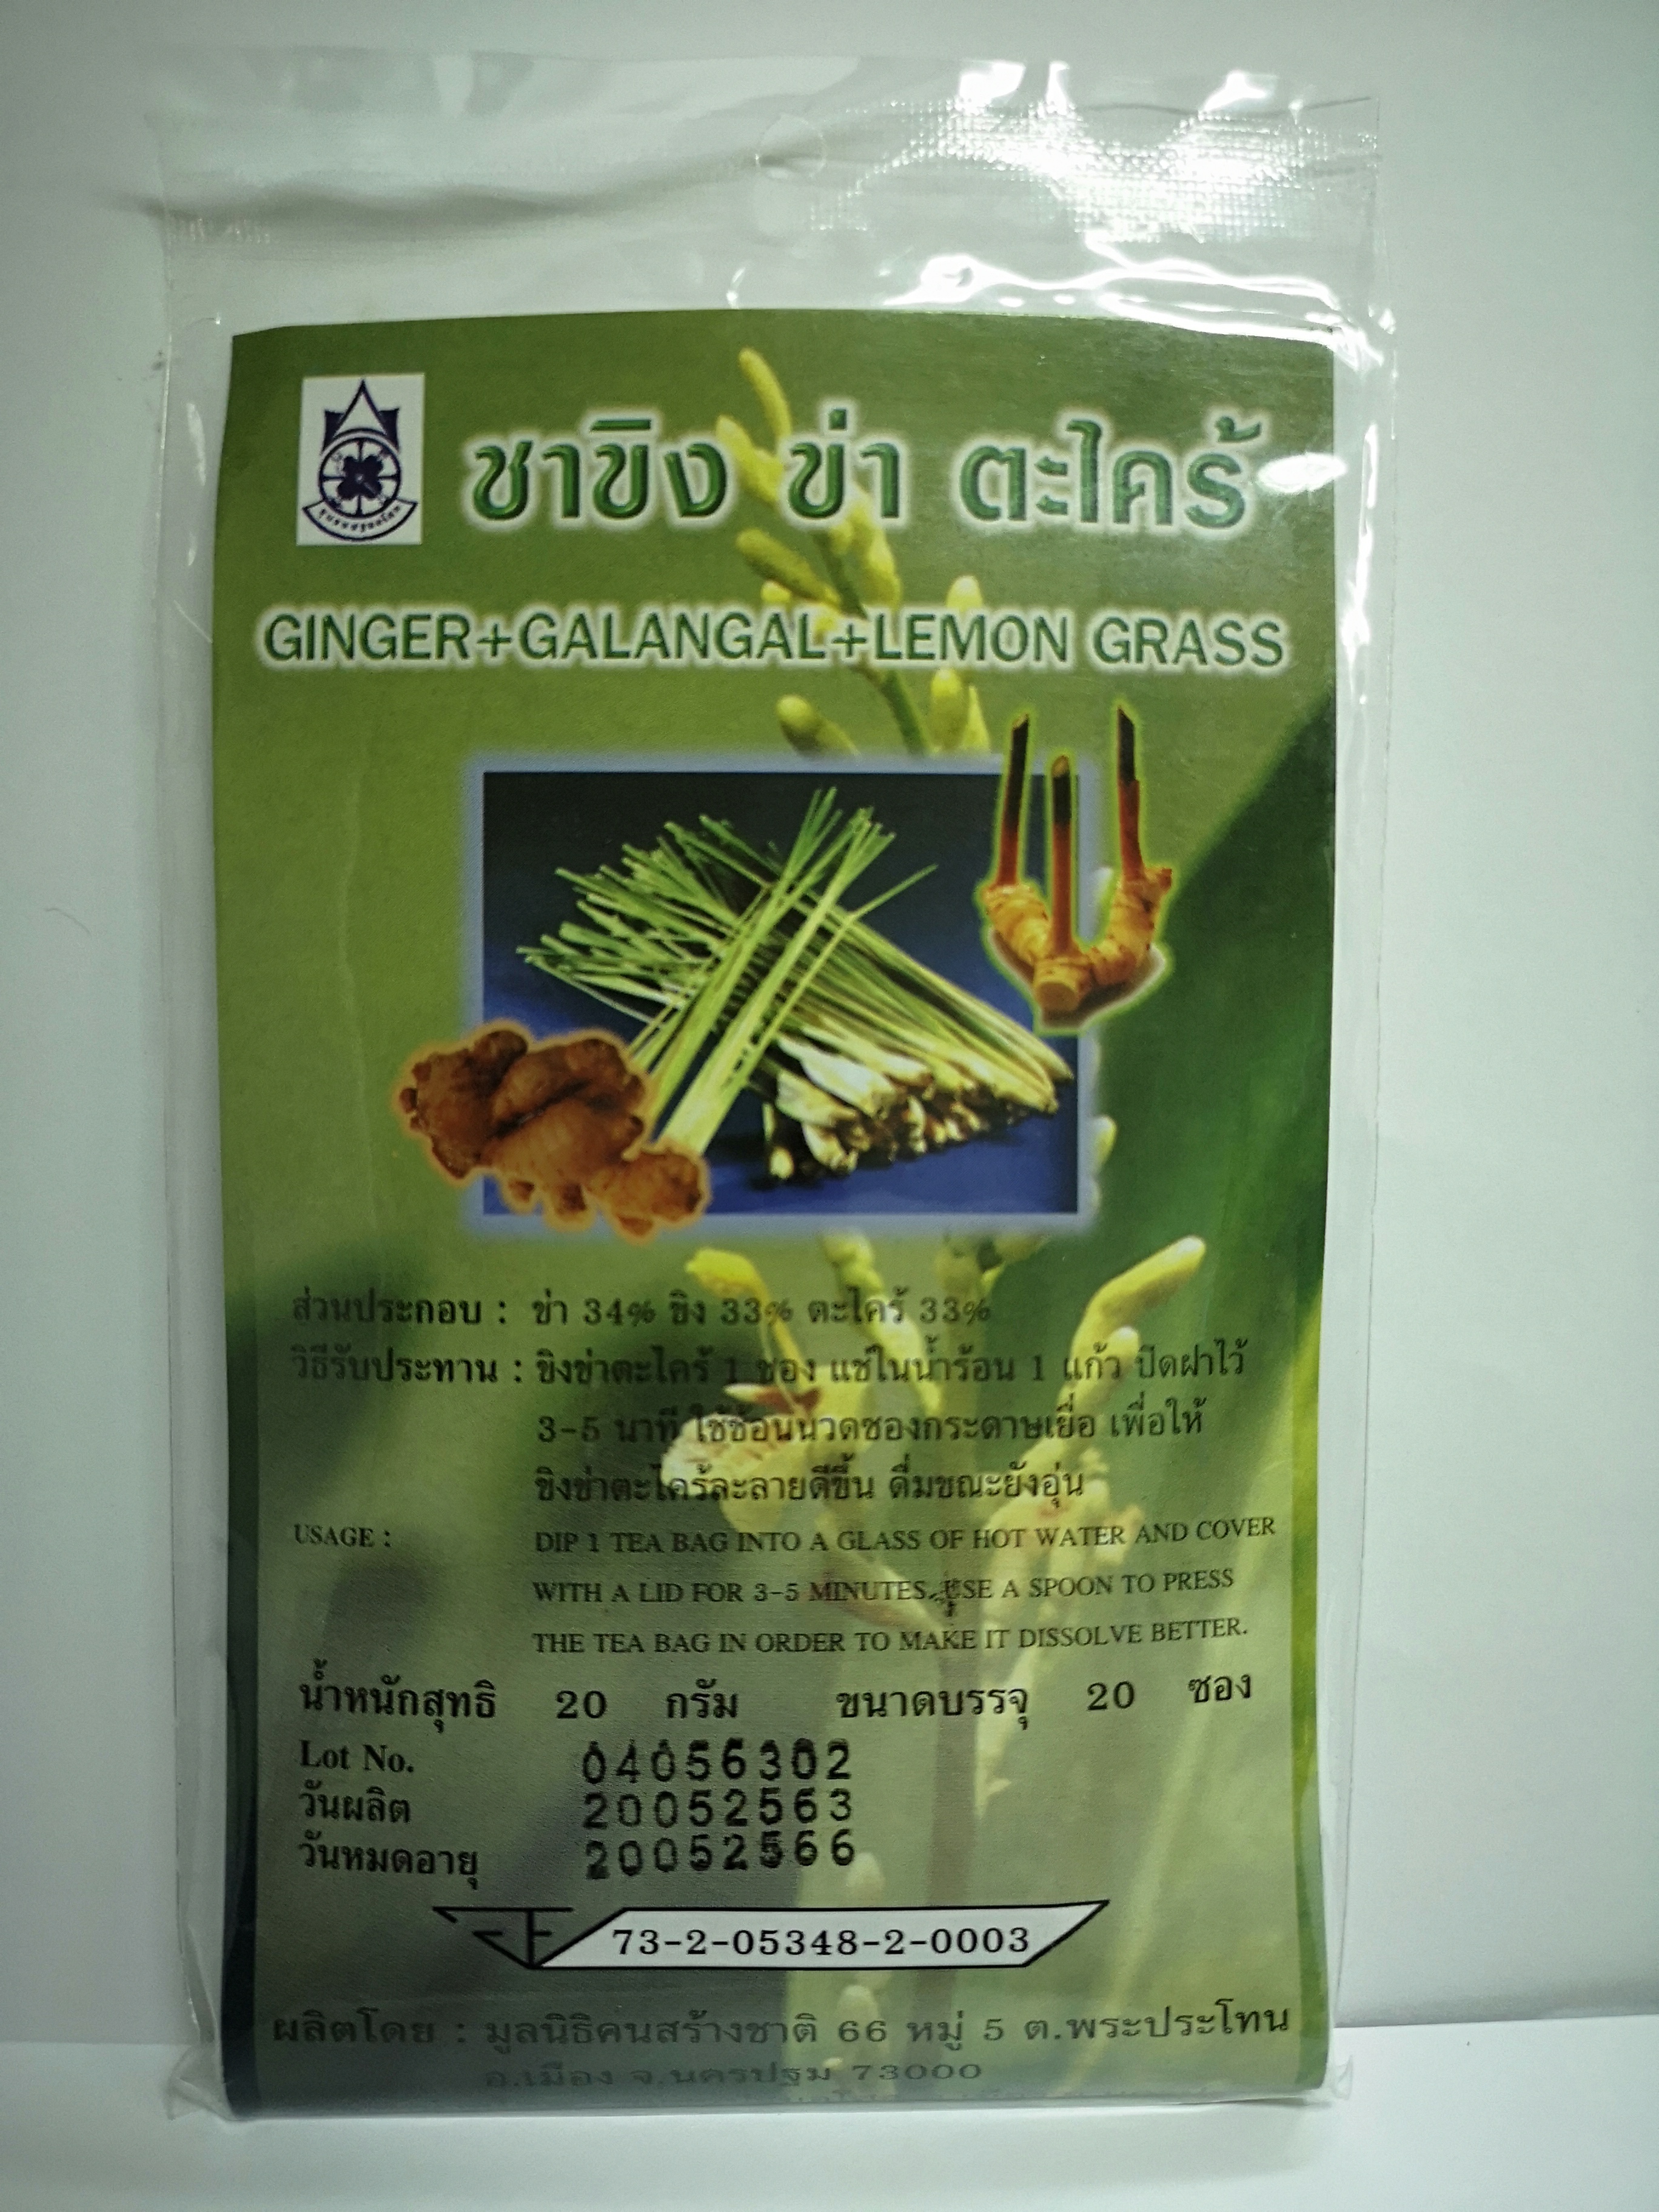 ชาขิง ข่า ตะไคร้
GINGER+GALANGAL+LEMON GRASS
ส่วนประกอบ : ข่า 34% ขิง 33% ตะไคร้ 33%
วิธีรับประทาน : ขิงข่าตะไคร้ 1 ซอง แช่ในน้ำร้อน 1 แก้ว ปิดฝาไว้
3-5 นาที ใช้ช้อนนวดซองกระดาษเยื่อ เพื่อให้
ขิงข่าตะไคร้ละลายดีขึ้น ดื่มขณะยังอุ่น
USAGE : DIP 1 TEA BAG INTO A GLASS OF HOT WATER AND COVER
WITH A LID FOR 3-5 MINUTES. USE A SPOON TO PRESS
THE TEA BAG IN ORDER TO MAKE IT DISSOLVE BETTER.
น้ำหนักสุทธิ 20 กรัม ขนาดบรรจุ 20 ซอง
Lot No. 04056302
วันผลิต 20052563
วันหมดอายุ 20052566
73-2-05348-2-0003
ผลิตโดย : มูลนิธิคนสร้างชาติ 66 หมู่ 5 ต.พระประโทน
อ.เมือง จ.นครปฐม 73000